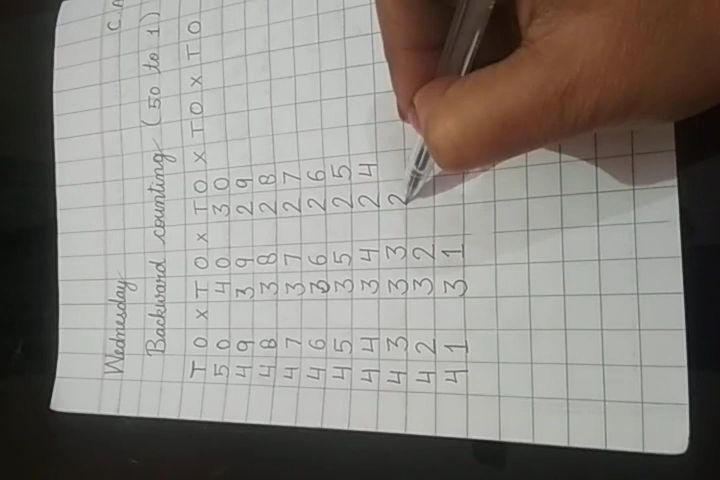 Wednesday
Backward counting (50 to 1)
T O x T O x T O x T O x T O
5 0 4 0 3 0
4 9 3 9 2 9
4 8 3 8 2 8
4 7 3 7 2 7
4 6 3 6 2 6
4 5 3 5 2 5
4 4 3 4 2 4
4 3 3 3 2
4 2 3 2
4 1 3 1